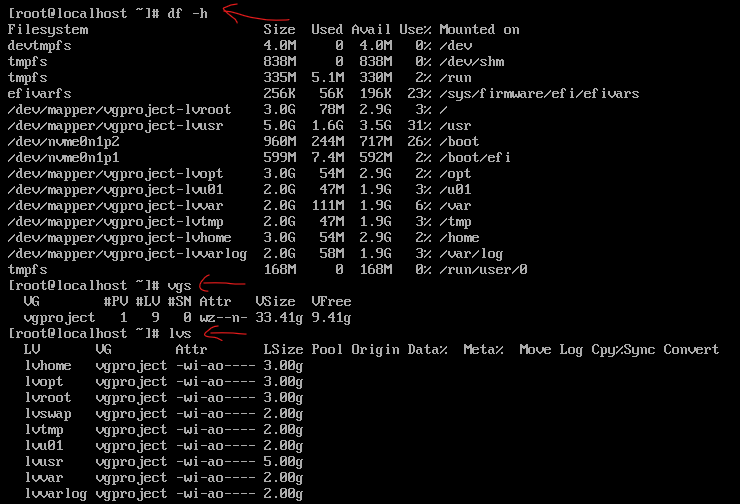 [root@localhost ~]# df -h
Filesystem Size Used Avail Use% Mounted on
devtmpfs 4.0M 0 4.0M 0% /dev
tmpfs 838M 0 838M 0% /dev/shm
tmpfs 335M 5.1M 330M 2% /run
efivarfs 256K 56K 196K 23% /sys/firmware/efi/efivars
/dev/mapper/vgproject-lvroot 3.0G 78M 2.9G 3% /
/dev/mapper/vgproject-lvusr 5.0G 1.6G 3.5G 31% /usr
/dev/nvme0n1p2 960M 244M 717M 26% /boot
/dev/nvme0n1p1 599M 7.4M 592M 2% /boot/efi
/dev/mapper/vgproject-lvopt 3.0G 54M 2.9G 2% /opt
/dev/mapper/vgproject-lvu01 2.0G 47M 1.9G 3% /u01
/dev/mapper/vgproject-lvvar 2.0G 111M 1.9G 6% /var
/dev/mapper/vgproject-lvtmp 2.0G 47M 1.9G 3% /tmp
/dev/mapper/vgproject-lvhome 3.0G 54M 2.9G 2% /home
/dev/mapper/vgproject-lvvarlog 2.0G 58M 1.9G 3% /var/log
tmpfs 168M 0 168M 0% /run/user/0
[root@localhost ~]# vgs
VG #PV #LV #SN Attr VSize VFree
vgproject 1 9 0 wz--n- 33.41g 9.41g
[root@localhost ~]# lvs
LV VG Attr LSize Pool Origin Data% Meta% Move Log Cpy%Sync Convert
lvhome vgproject -wi-ao---- 3.00g
lvopt vgproject -wi-ao---- 3.00g
lvroot vgproject -wi-ao---- 3.00g
lvswap vgproject -wi-ao---- 2.00g
lvtmp vgproject -wi-ao---- 2.00g
lvu01 vgproject -wi-ao---- 2.00g
lvusr vgproject -wi-ao---- 5.00g
lvvar vgproject -wi-ao---- 2.00g
lvvarlog vgproject -wi-ao---- 2.00g